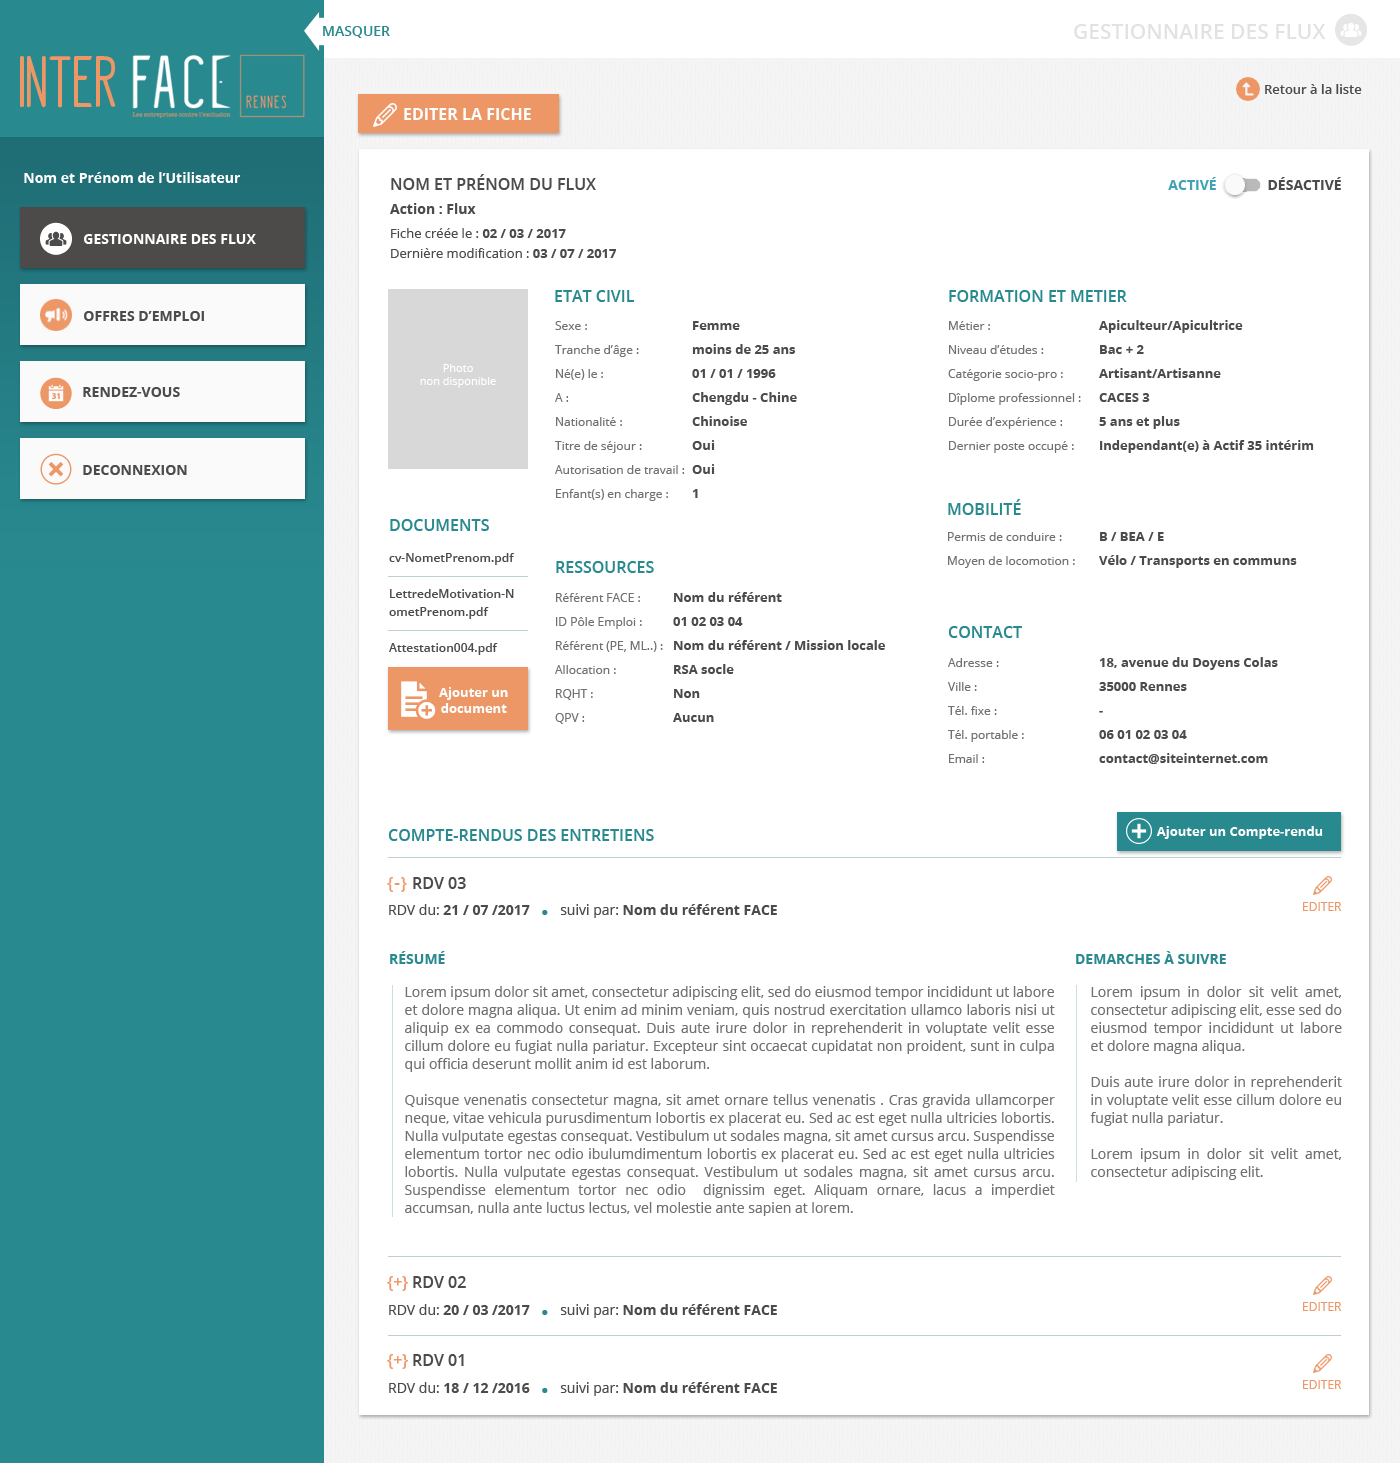 MASQUER
GESTIONNAIRE DES FLUX
INTER FACE RENNES
Les entreprises contre l'exclusion
Retour à la liste
EDITER LA FICHE
Nom et Prénom de l'Utilisateur
GESTIONNAIRE DES FLUX
OFFRES D'EMPLOI
31
RENDEZ-VOUS
DECONNEXION
NOM ET PRÉNOM DU FLUX
ACTIVÉ DÉSACTIVÉ
Action : Flux
Fiche créée le : 02 / 03 / 2017
Dernière modification : 03 / 07 / 2017
Photo
non disponible
DOCUMENTS
cv-NometPrenom.pdf
LettredeMotivation-N
ometPrenom.pdf
Attestation004.pdf
Ajouter un
document
ETAT CIVIL
Sexe : Femme
Tranche d'âge : moins de 25 ans
Né(e) le : 01 / 01 / 1996
A : Chengdu - Chine
Nationalité : Chinoise
Titre de séjour : Oui
Autorisation de travail : Oui
Enfant(s) en charge : 1
RESSOURCES
Référent FACE : Nom du référent
ID Pôle Emploi : 01 02 03 04
Référent (PE, ML..) : Nom du référent / Mission locale
Allocation : RSA socle
RQHT : Non
QPV : Aucun
FORMATION ET METIER
Métier : Apiculteur/Apicultrice
Niveau d'études : Bac + 2
Catégorie socio-pro : Artisant/Artisanne
Dîplome professionnel : CACES 3
Durée d'expérience : 5 ans et plus
Dernier poste occupé : Independant(e) à Actif 35 intérim
MOBILITÉ
Permis de conduire : B / BEA / E
Moyen de locomotion : Vélo / Transports en communs
CONTACT
Adresse : 18, avenue du Doyens Colas
Ville : 35000 Rennes
Tél. fixe : -
Tél. portable : 06 01 02 03 04
Email : contact@siteinternet.com
COMPTE-RENDUS DES ENTRETIENS
Ajouter un Compte-rendu
{-} RDV 03
RDV du: 21 / 07 /2017 • suivi par: Nom du référent FACE
EDITER
RÉSUMÉ
Lorem ipsum dolor sit amet, consectetur adipiscing elit, sed do eiusmod tempor incididunt ut labore
et dolore magna aliqua. Ut enim ad minim veniam, quis nostrud exercitation ullamco laboris nisi ut
aliquip ex ea commodo consequat. Duis aute irure dolor in reprehenderit in voluptate velit esse
cillum dolore eu fugiat nulla pariatur. Excepteur sint occaecat cupidatat non proident, sunt in culpa
qui officia deserunt mollit anim id est laborum.
Quisque venenatis consectetur magna, sit amet ornare tellus venenatis . Cras gravida ullamcorper
neque, vitae vehicula purusdimentum lobortis ex placerat eu. Sed ac est eget nulla ultricies lobortis.
Nulla vulputate egestas consequat. Vestibulum ut sodales magna, sit amet cursus arcu. Suspendisse
elementum tortor nec odio ibulumdimentum lobortis ex placerat eu. Sed ac est eget nulla ultricies
lobortis. Nulla vulputate egestas consequat. Vestibulum ut sodales magna, sit amet cursus arcu.
Suspendisse elementum tortor nec odio dignissim eget. Aliquam ornare, lacus a imperdiet
accumsan, nulla ante luctus lectus, vel molestie ante sapien at lorem.
DEMARCHES À SUIVRE
Lorem ipsum in dolor sit velit amet,
consectetur adipiscing elit, esse sed do
eiusmod tempor incididunt ut labore
et dolore magna aliqua.
Duis aute irure dolor in reprehenderit
in voluptate velit esse cillum dolore eu
fugiat nulla pariatur.
Lorem ipsum in dolor sit velit amet,
consectetur adipiscing elit.
{+} RDV 02
RDV du: 20 / 03 /2017 • suivi par: Nom du référent FACE
EDITER
{+} RDV 01
RDV du: 18 / 12 /2016 • suivi par: Nom du référent FACE
EDITER